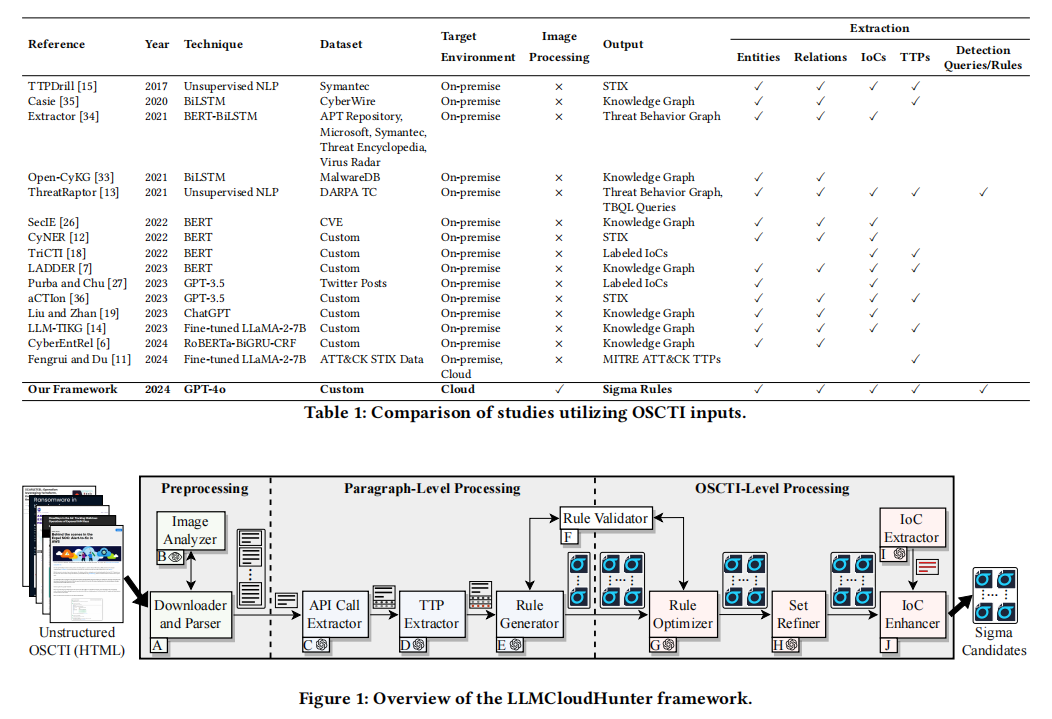 Reference Year Technique Dataset Target Environment Image Processing Output Extraction
Entities Relations IoCs TTPs Detection Queries/Rules
TTPDrill [15] 2017 Unsupervised NLP Symantec On-premise × STIX ✓ ✓ ✓ ✓
Casie [35] 2020 BiLSTM CyberWire On-premise × Knowledge Graph ✓ ✓ ✓
Extractor [34] 2021 BERT-BiLSTM APT Repository, On-premise × Threat Behavior Graph ✓ ✓ ✓
Microsoft, Symantec,
Threat Encyclopedia,
Virus Radar
Open-CyKG [33] 2021 BiLSTM MalwareDB On-premise × Knowledge Graph ✓ ✓
ThreatRaptor [13] 2021 Unsupervised NLP DARPA TC On-premise × Threat Behavior Graph, ✓ ✓ ✓ ✓ ✓
TBQL Queries
SecIE [26] 2022 BERT CVE On-premise × Knowledge Graph ✓ ✓ ✓
CyNER [12] 2022 BERT Custom On-premise × STIX ✓ ✓ ✓
TriCTI [18] 2022 BERT Custom On-premise × Labeled IoCs ✓ ✓
LADDER [7] 2023 BERT Custom On-premise × Knowledge Graph ✓ ✓ ✓ ✓
Purba and Chu [27] 2023 GPT-3.5 Twitter Posts On-premise × Labeled IoCs ✓ ✓
aCTIon [36] 2023 GPT-3.5 Custom On-premise × STIX ✓ ✓ ✓ ✓
Liu and Zhan [19] 2023 ChatGPT Custom On-premise × Knowledge Graph ✓ ✓ ✓
LLM-TIKG [14] 2023 Fine-tuned LLaMA-2-7B Custom On-premise × Knowledge Graph ✓ ✓ ✓ ✓
CyberEntRel [6] 2024 RoBERTa-BiGRU-CRF Custom On-premise × Knowledge Graph ✓ ✓
Fengrui and Du [11] 2024 Fine-tuned LLaMA-2-7B ATT&CK STIX Data On-premise, × MITRE ATT&CK TTPs ✓
Cloud
Our Framework 2024 GPT-4o Custom Cloud ✓ Sigma Rules ✓ ✓ ✓ ✓ ✓
Table 1: Comparison of studies utilizing OSCTI inputs.
Preprocessing
Paragraph-Level Processing
OSCTI-Level Processing
Image
Analyzer
B
Rule Validator
F
IoC
Extractor
I
Downloader
and Parser
A
API Call
Extractor
C
TTP
Extractor
D
Rule
Generator
E
Rule
Optimizer
G
Set
Refiner
H
IoC
Enhancer
J
Unstructured
OSCTI (HTML)
Sigma
Candidates
Figure 1: Overview of the LLMCloudHunter framework.